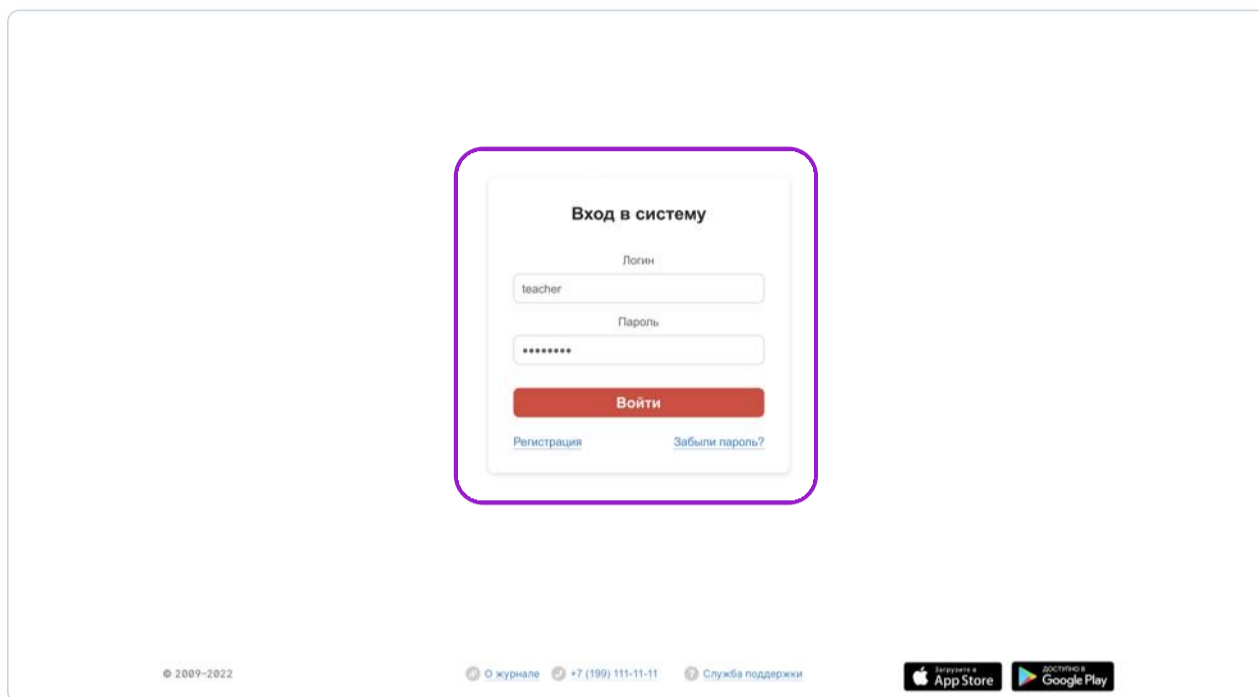 Вход в систему
Логин
teacher
Пароль
••••••••
Войти
Регистрация Забыли пароль?
© 2009-2022 О журнале +7 (199) 111-11-11 Служба поддержки
Загрузите в
App Store
ДОСТУПНО В
Google Play